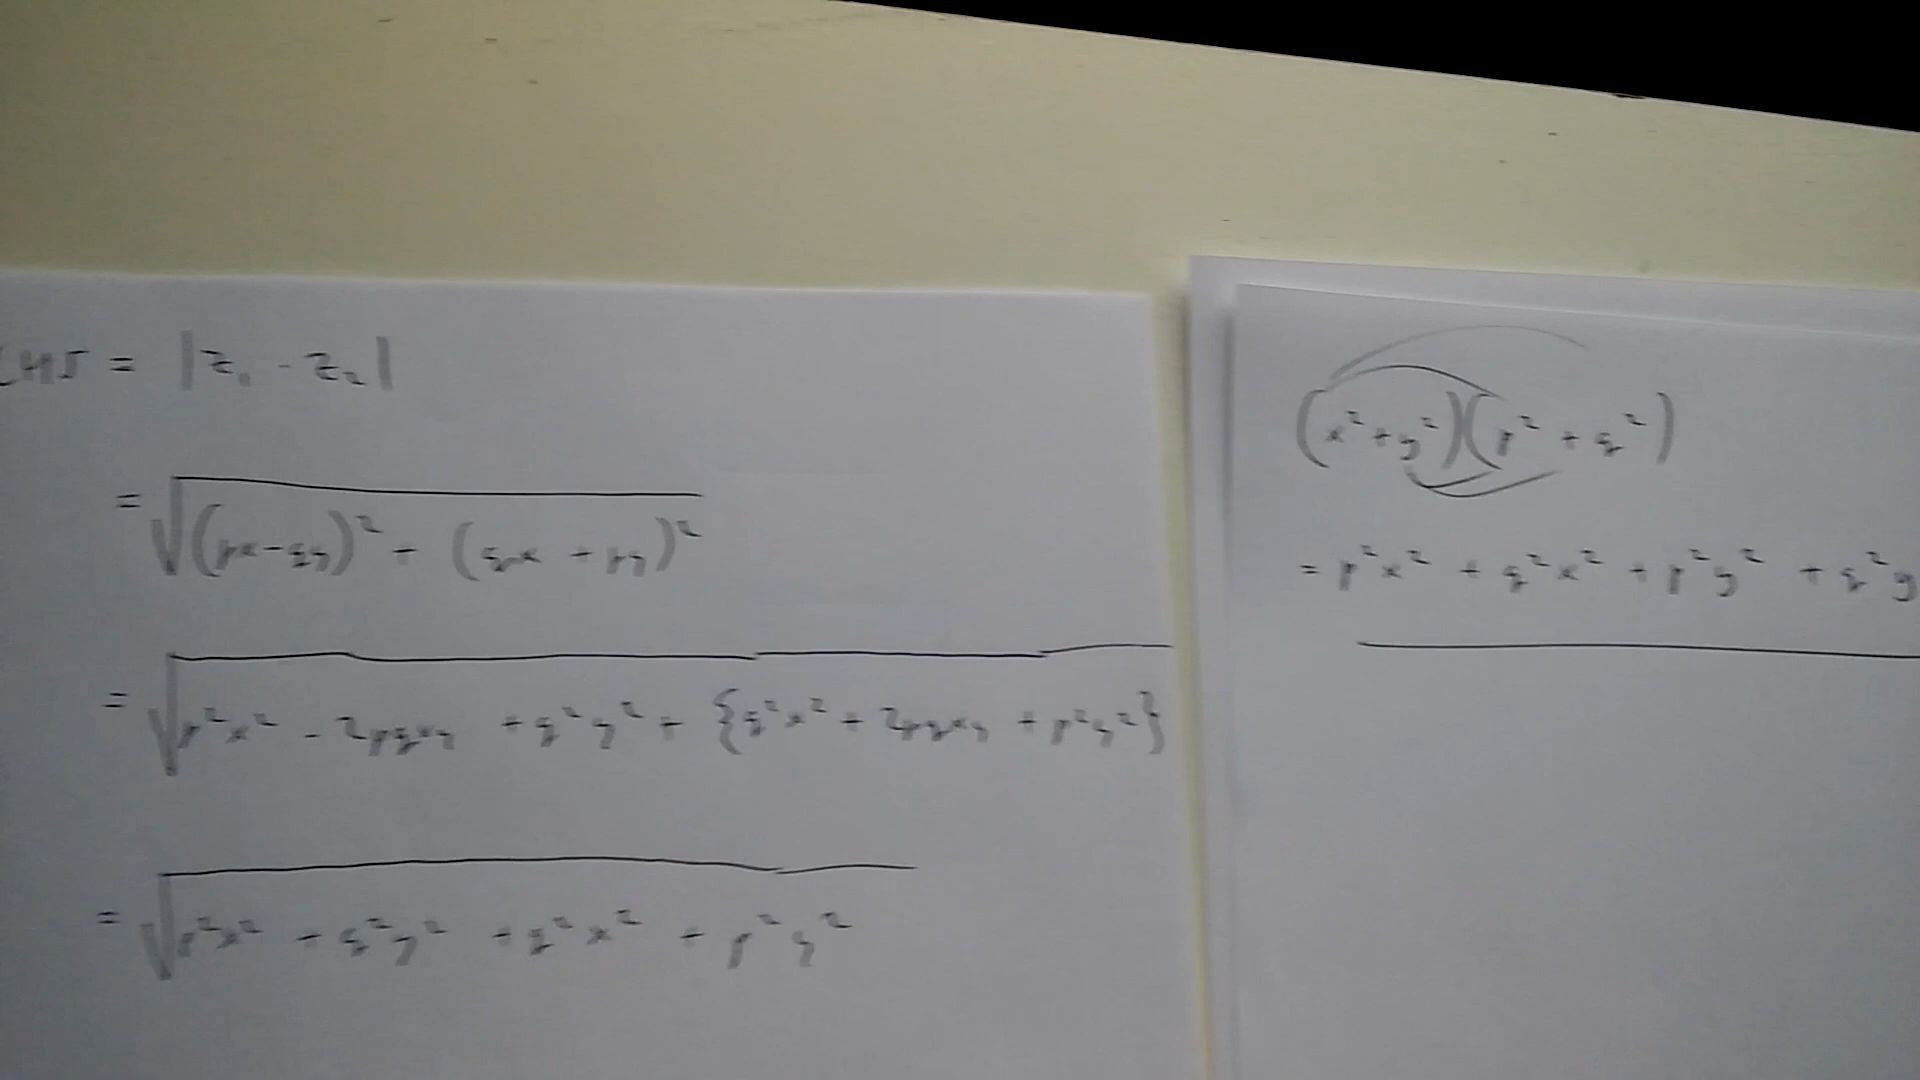 LHS = |z₁ - z₂|
= √((px-qy)² + (qx + py)²)
= √(p²x² - 2pqxy + q²y² + {q²x² + 2pqxy + p²y²})
= √(p²x² + q²y² + q²x² + p²y²)
(x²+y²)(p² + q²)
= p²x² + q²x² + p²y² + q²y